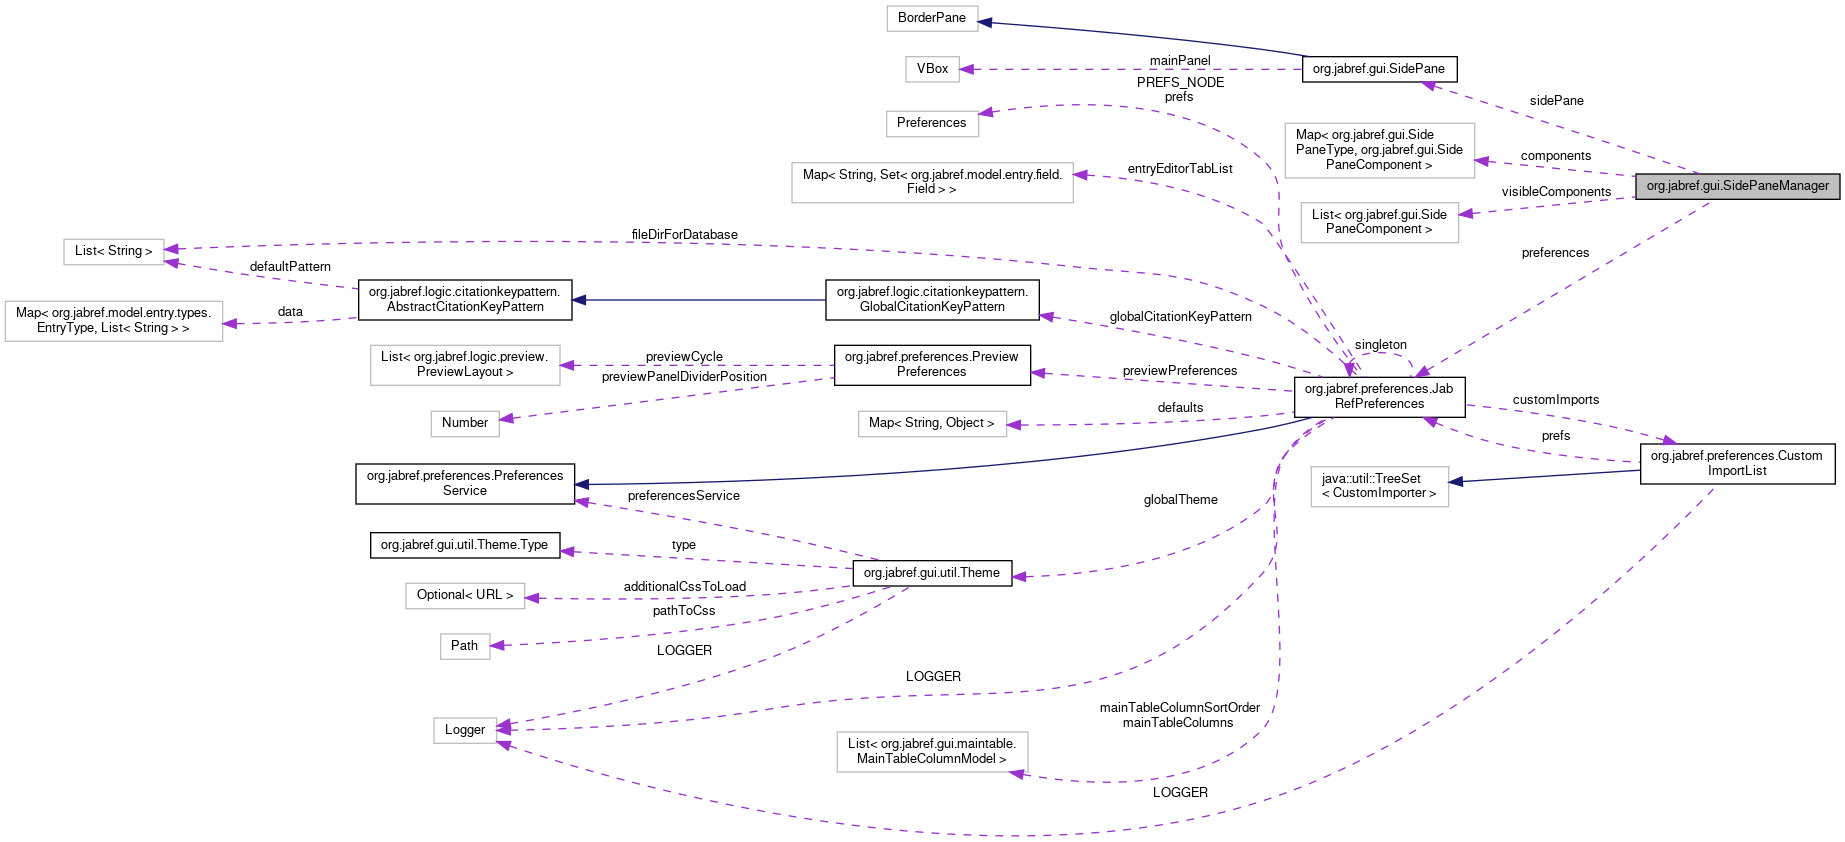 BorderPane
VBox
mainPanel
org.jabref.gui.SidePane
PREFS_NODE
prefs
Preferences
sidePane
Map< org.jabref.gui.Side
PaneType, org.jabref.gui.Side
PaneComponent >
components
Map< String, Set< org.jabref.model.entry.field.
Field > >
entryEditorTabList
org.jabref.gui.SidePaneManager
visibleComponents
List< org.jabref.gui.Side
PaneComponent >
fileDirForDatabase
List< String >
defaultPattern
preferences
org.jabref.logic.citationkeypattern.
AbstractCitationKeyPattern
org.jabref.logic.citationkeypattern.
GlobalCitationKeyPattern
Map< org.jabref.model.entry.types.
EntryType, List< String > >
data
globalCitationKeyPattern
singleton
List< org.jabref.logic.preview.
PreviewLayout >
previewCycle
org.jabref.preferences.Preview
Preferences
previewPreferences
previewPanelDividerPosition
org.jabref.preferences.Jab
RefPreferences
customImports
Number
Map< String, Object >
defaults
prefs
org.jabref.preferences.Custom
ImportList
org.jabref.preferences.Preferences
Service
java::util::TreeSet
< CustomImporter >
preferencesService
globalTheme
org.jabref.gui.util.Theme.Type
type
org.jabref.gui.util.Theme
Optional< URL >
additionalCssToLoad
pathToCss
Path
LOGGER
LOGGER
mainTableColumnSortOrder
mainTableColumns
Logger
List< org.jabref.gui.maintable.
MainTableColumnModel >
LOGGER